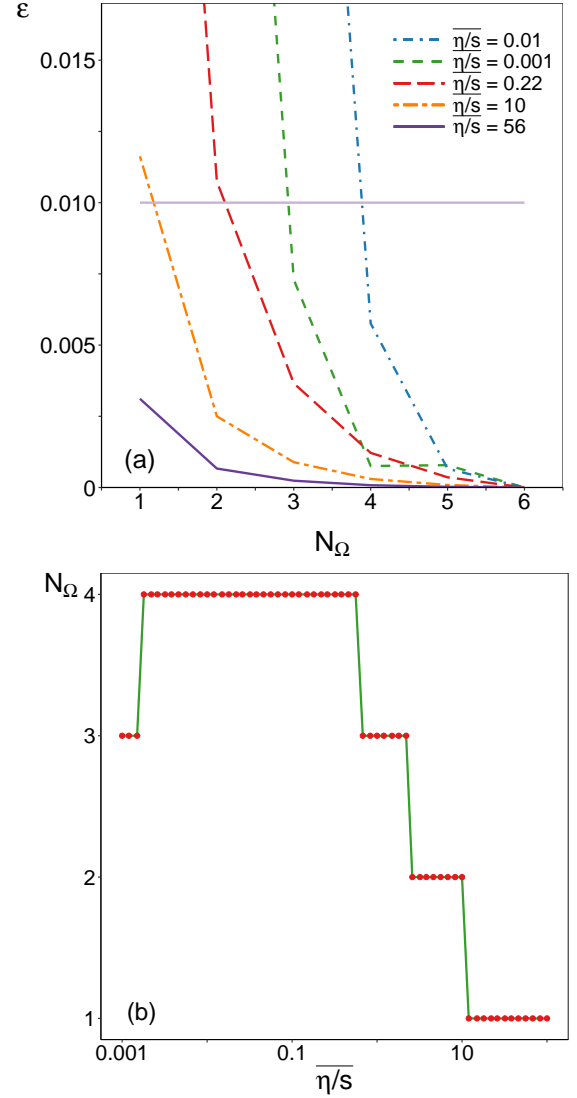 ε
0.015
0.010
0.005
0
η/s = 0.01
η/s = 0.001
η/s = 0.22
η/s = 10
η/s = 56
(a)
1 2 3 4 5 6
N_Ω
N_Ω
4
3
2
1
(b)
0.001 0.1 10
η/s